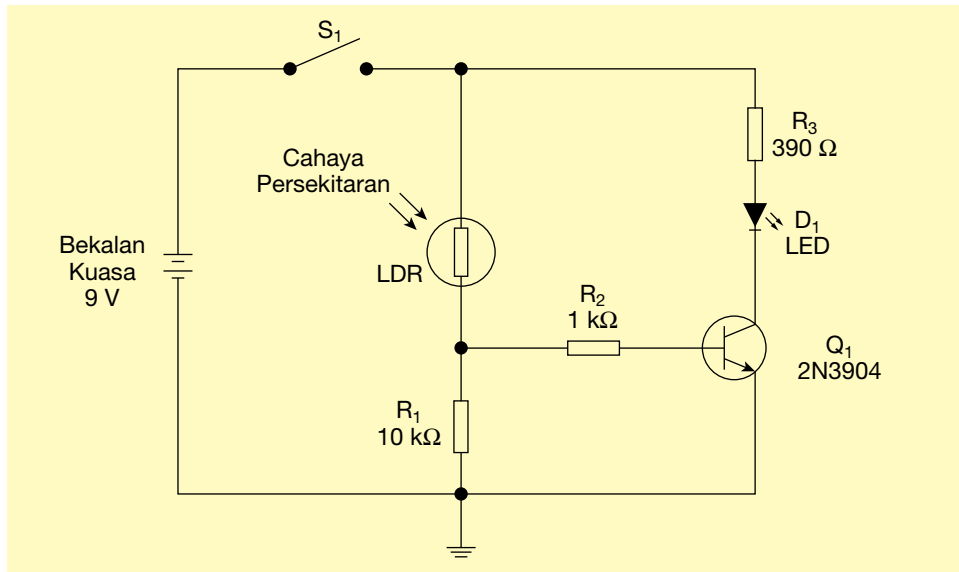 S₁
R₃
390 Ω
Cahaya
Persekitaran
D₁
LED
Bekalan
Kuasa
9 V
LDR
R₂
1 kΩ
Q₁
2N3904
R₁
10 kΩ